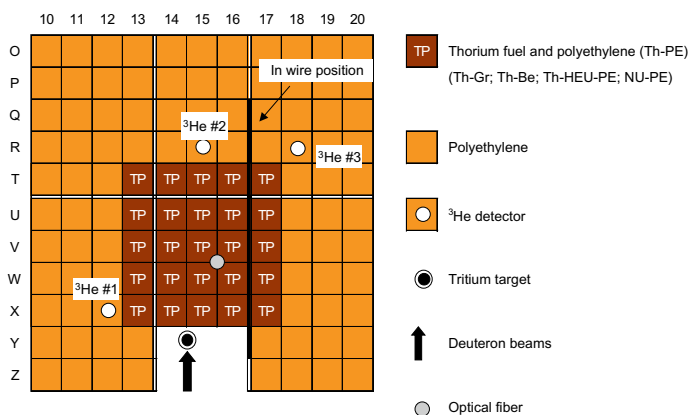 10 11 12 13 14 15 16 17 18 19 20
O
P
In wire position
Q
³He #2
R
³He #3
T TP TP TP TP TP
U TP TP TP TP TP
V TP TP TP TP TP
W TP TP TP TP TP
³He #1
X TP TP TP TP TP
Y
Z
TP Thorium fuel and polyethylene (Th-PE)
(Th-Gr; Th-Be; Th-HEU-PE; NU-PE)
Polyethylene
³He detector
Tritium target
Deuteron beams
Optical fiber